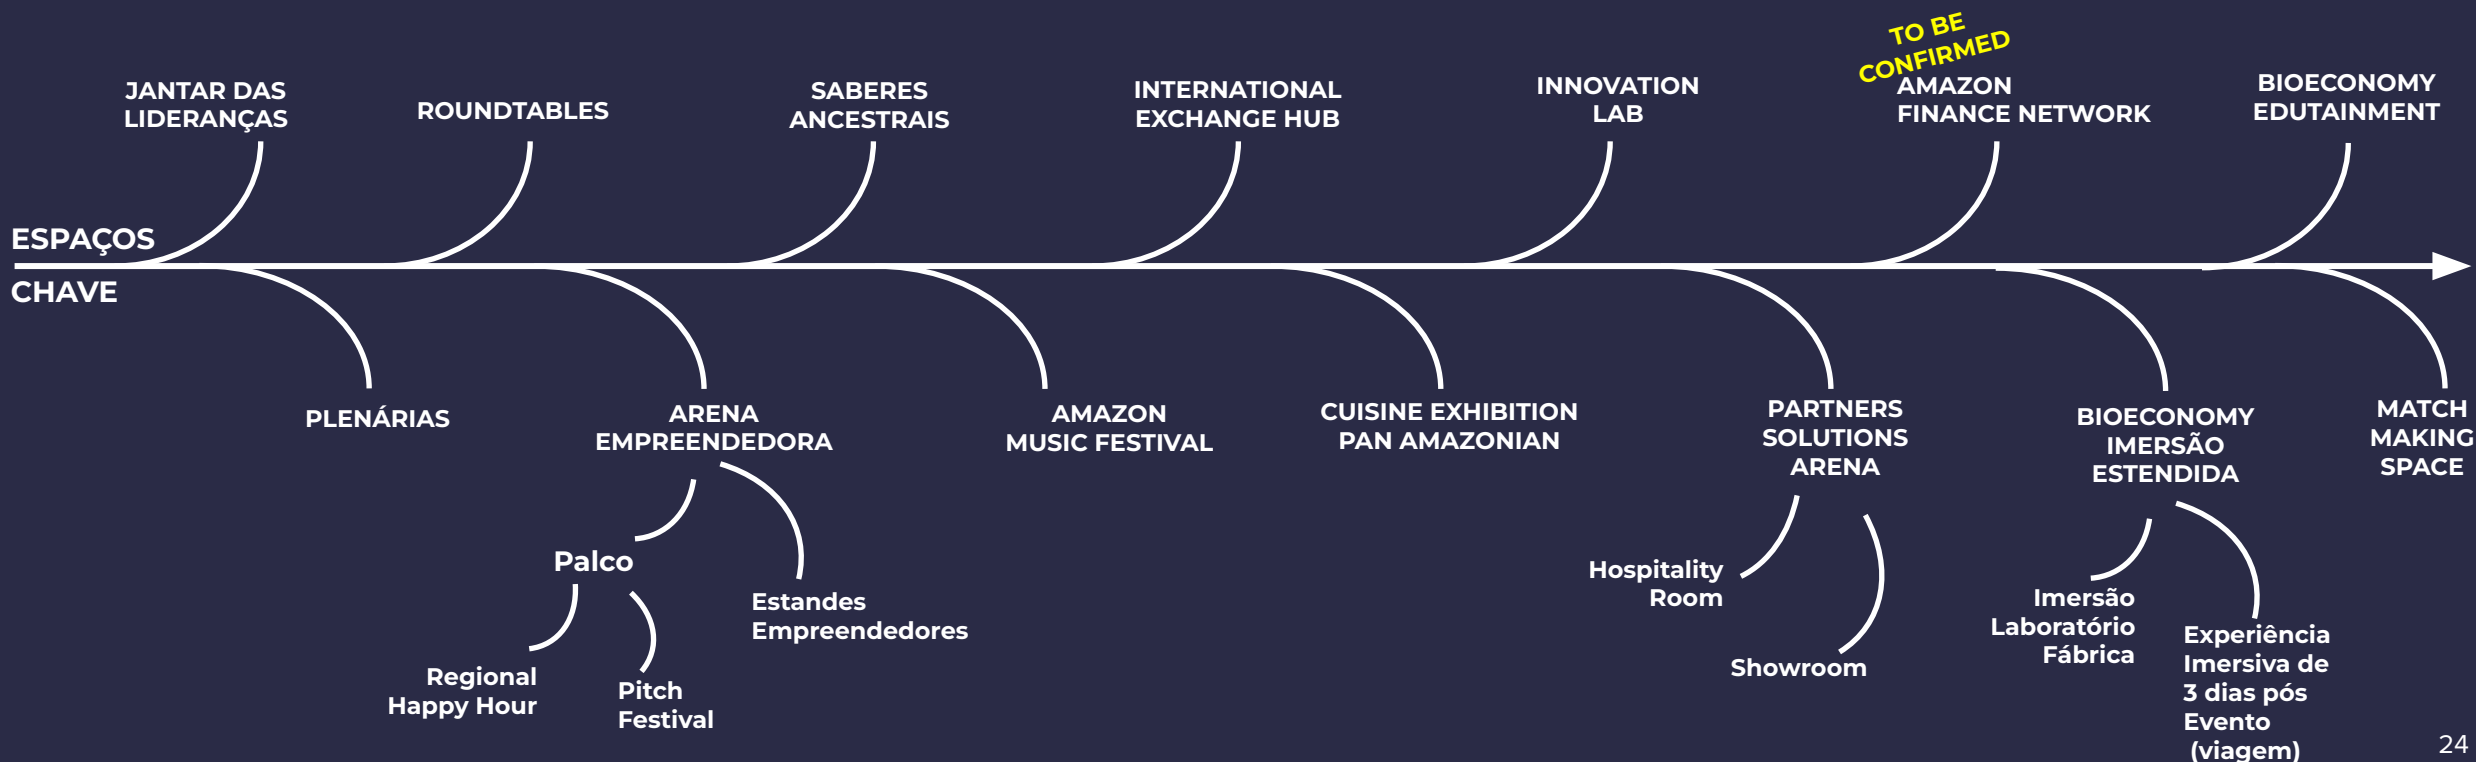 TO BE
CONFIRMED
JANTAR DAS
LIDERANÇAS
ROUNDTABLES
SABERES
ANCESTRAIS
INTERNATIONAL
EXCHANGE HUB
INNOVATION
LAB
AMAZON
FINANCE NETWORK
BIOECONOMY
EDUTAINMENT
ESPAÇOS
CHAVE
PLENÁRIAS
ARENA
EMPREENDEDORA
AMAZON
MUSIC FESTIVAL
CUISINE EXHIBITION
PAN AMAZONIAN
PARTNERS
SOLUTIONS
ARENA
BIOECONOMY
IMERSÃO
ESTENDIDA
MATCH
MAKING
SPACE
Palco
Estandes
Empreendedores
Regional
Happy Hour
Pitch
Festival
Hospitality
Room
Showroom
Imersão
Laboratório
Fábrica
Experiência
Imersiva de
3 dias pós
Evento
(viagem)
24